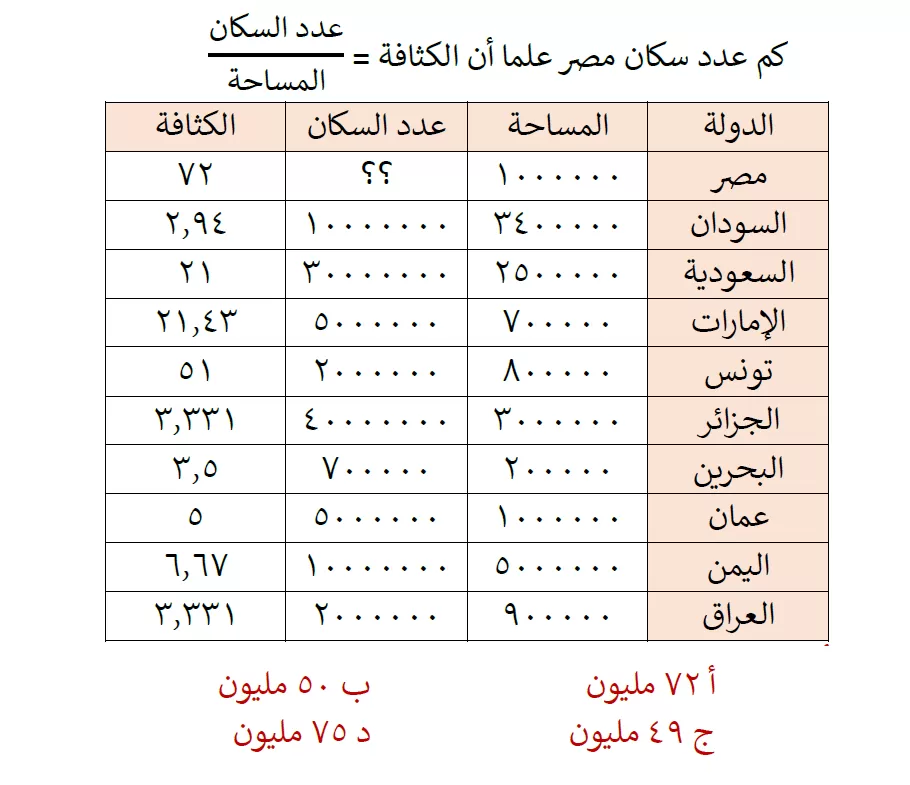 كم عدد سكان مصر علما أن الكثافة = عدد السكان / المساحة
الدولة المساحة عدد السكان الكثافة
مصر ١٠٠٠٠٠٠ ؟؟ ٧٢
السودان ٣٤٠٠٠٠٠ ١٠٠٠٠٠٠٠ ٢,٩٤
السعودية ٢٥٠٠٠٠٠ ٣٠٠٠٠٠٠٠ ٢١
الإمارات ٧٠٠٠٠٠ ٥٠٠٠٠٠٠ ٢١,٤٣
تونس ٨٠٠٠٠٠ ٢٠٠٠٠٠٠ ٥١
الجزائر ٣٠٠٠٠٠٠ ٤٠٠٠٠٠٠٠ ٣,٣٣١
البحرين ٢٠٠٠٠٠ ٧٠٠٠٠٠ ٣,٥
عمان ١٠٠٠٠٠٠ ٥٠٠٠٠٠٠ ٥
اليمن ٥٠٠٠٠٠٠ ١٠٠٠٠٠٠٠ ٦,٦٧
العراق ٩٠٠٠٠٠ ٢٠٠٠٠٠٠ ٣,٣٣١
أ ٧٢ مليون ب ٥٠ مليون
ج ٤٩ مليون د ٧٥ مليون